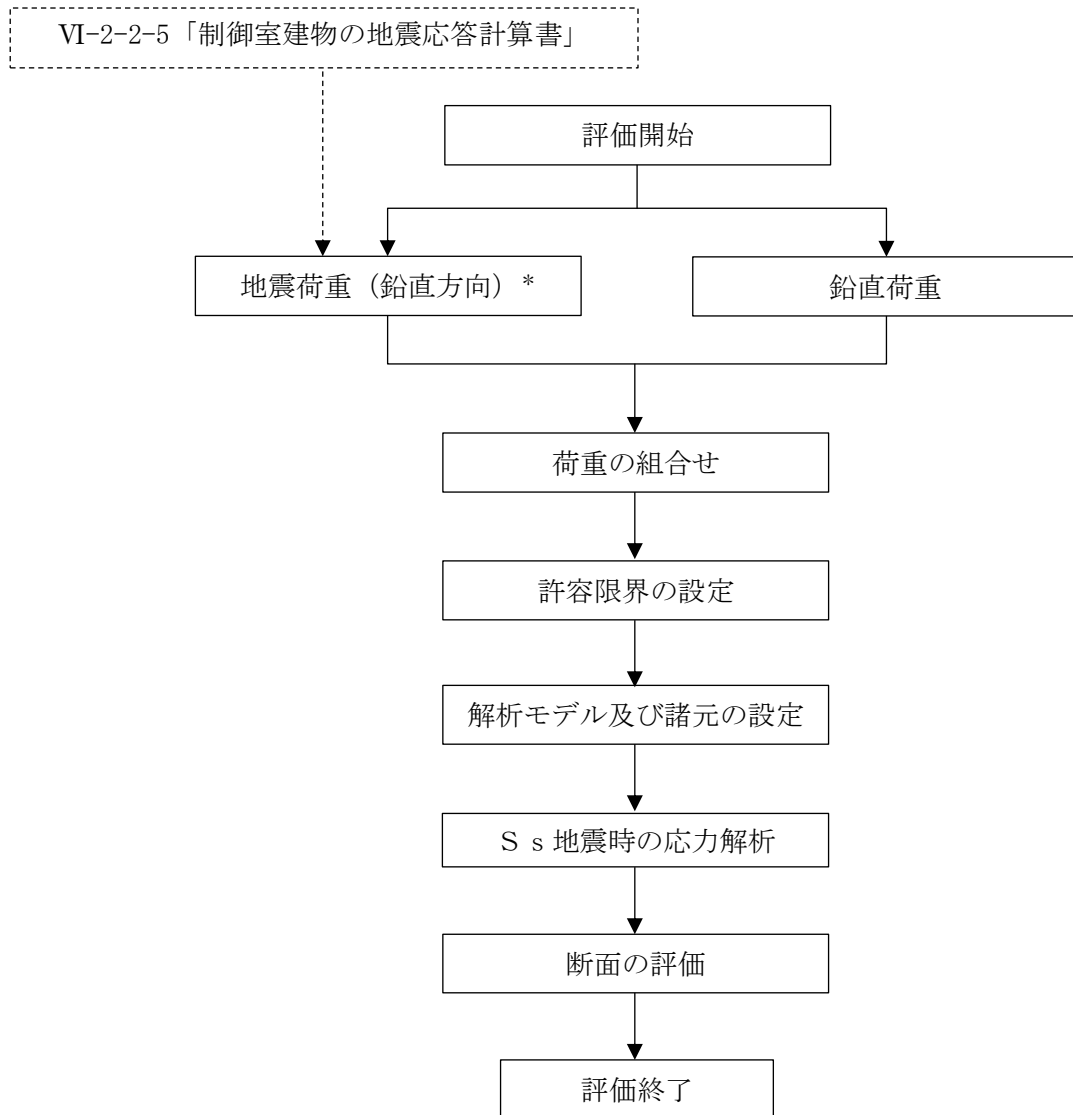 Ⅵ-2-2-5「制御室建物の地震応答計算書」
評価開始
地震荷重（鉛直方向）*
鉛直荷重
荷重の組合せ
許容限界の設定
解析モデル及び諸元の設定
Ｓｓ地震時の応力解析
断面の評価
評価終了